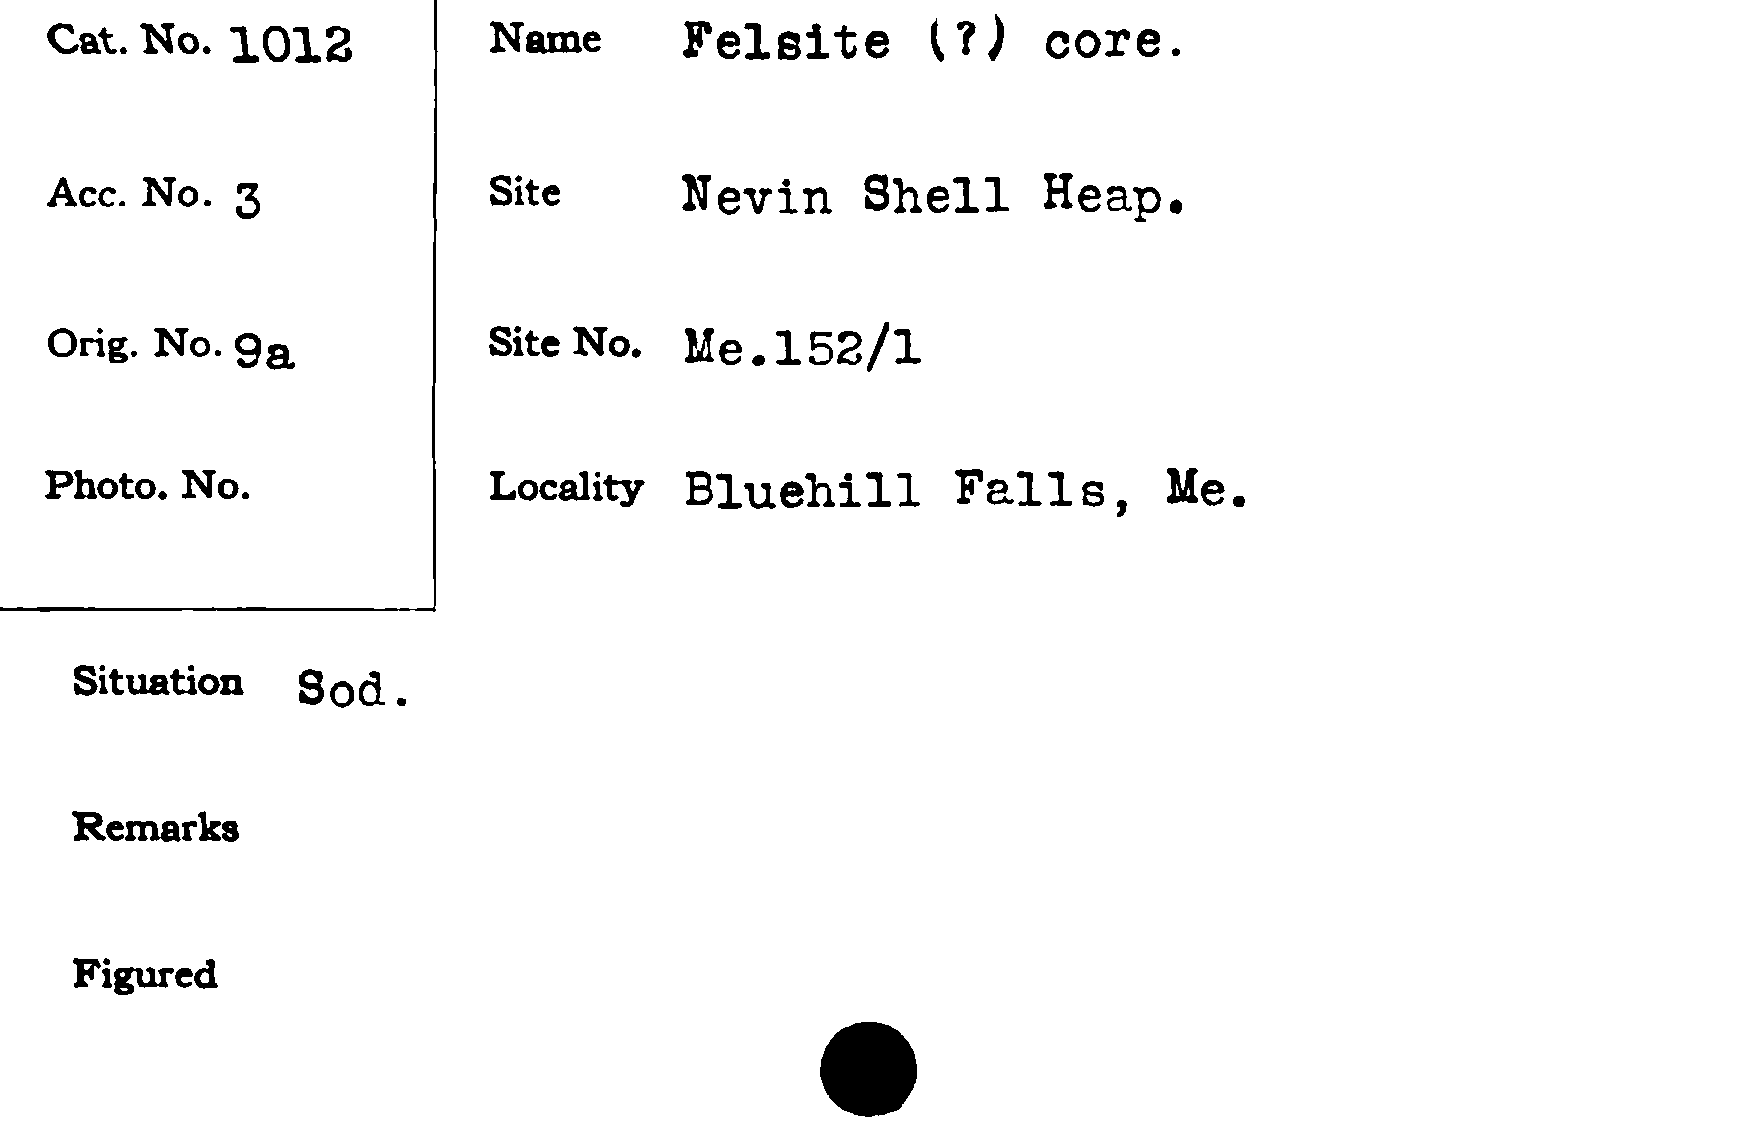 Cat. No. 1012
Name Felsite (?) core.
Acc. No. 3
Site Nevin Shell Heap.
Orig. No. 9a
Site No. Me.152/1
Photo. No.
Locality Bluehill Falls, Me.
Situation Sod.
Remarks
Figured